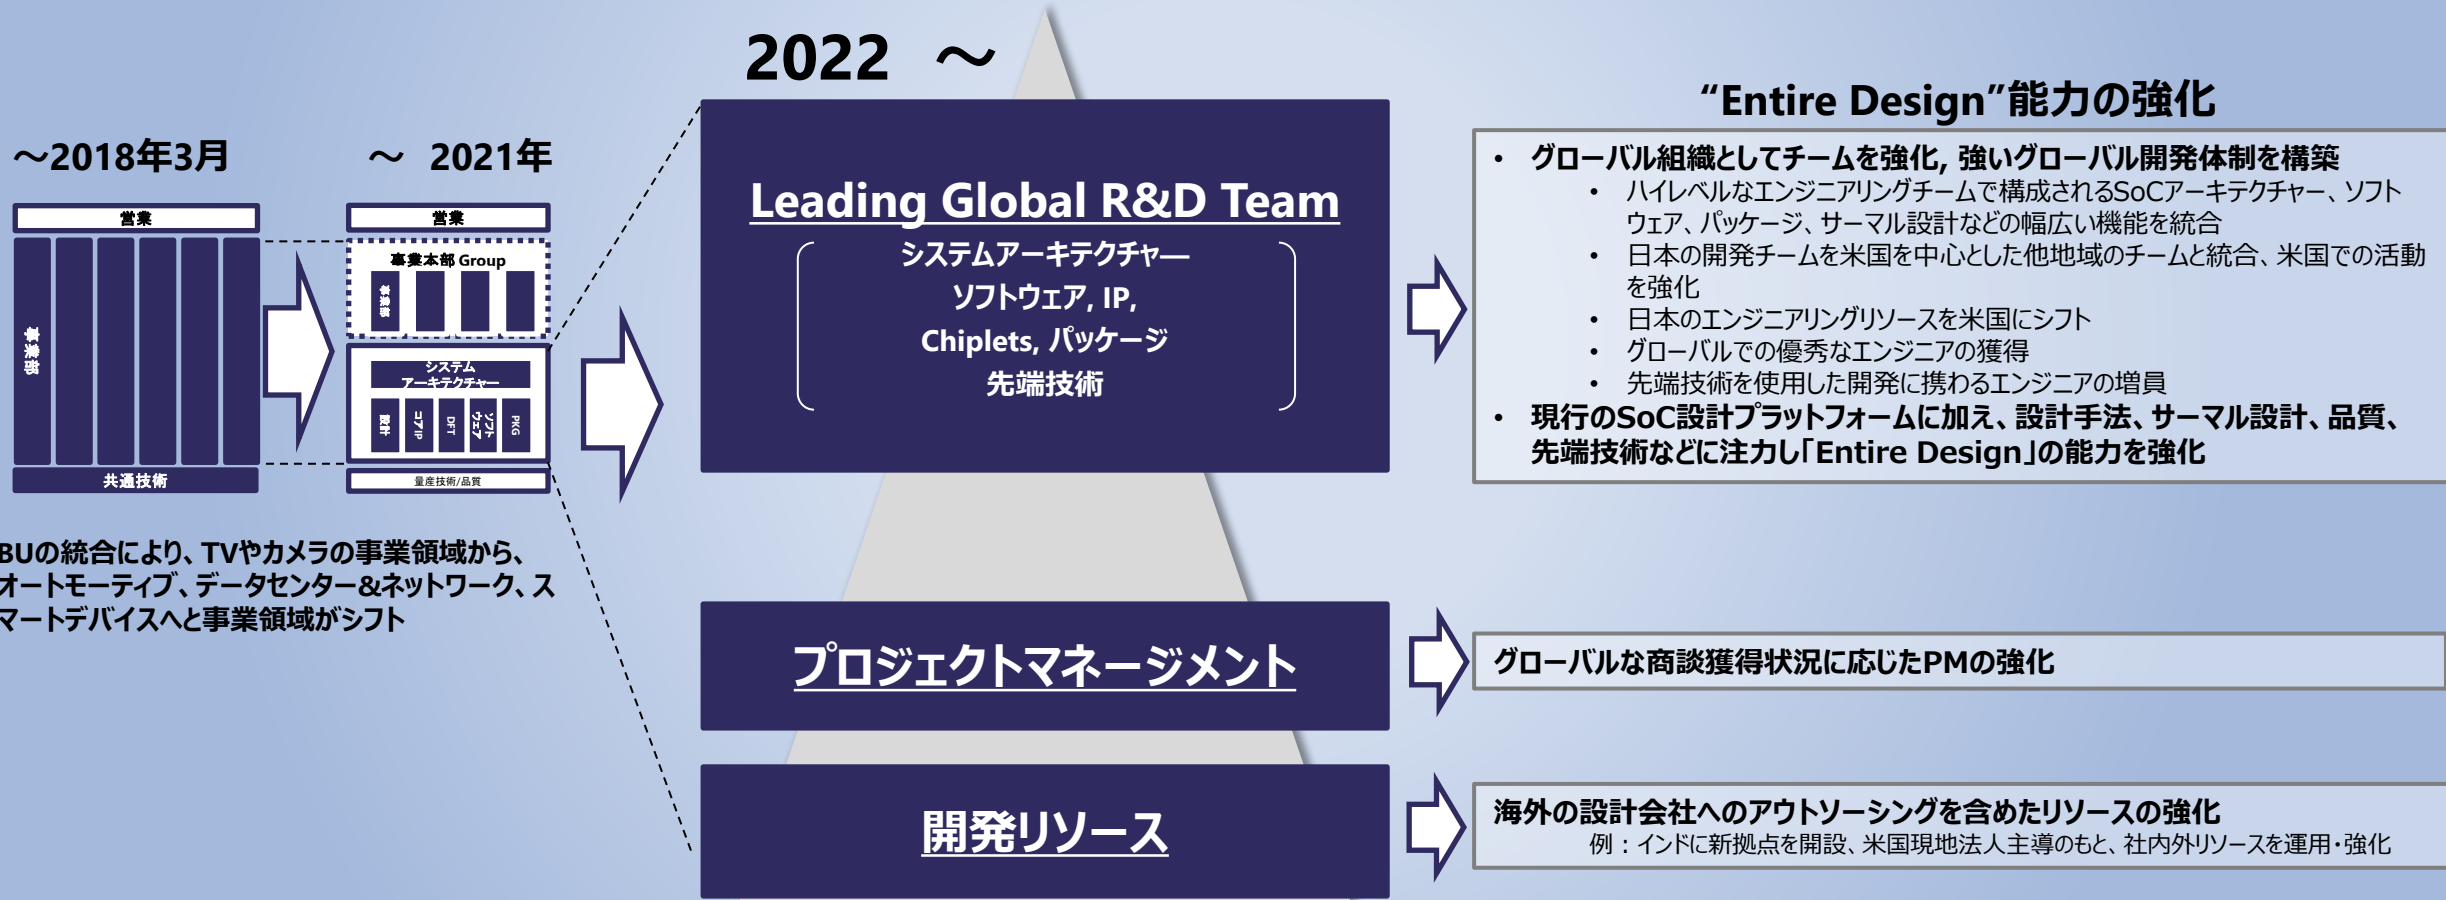 2022 ～
～2018年3月
営業
事業部
共通技術
～ 2021年
営業
事業本部 Group
事業部
システム
アーキテクチャー
設計
コアIP
DFT
ソフト
ウェア
PKG
量産技術/品質
BUの統合により、TVやカメラの事業領域から、
オートモーティブ、データセンター&ネットワーク、ス
マートデバイスへと事業領域がシフト
Leading Global R&D Team
システムアーキテクチャ―
ソフトウェア, IP,
Chiplets, パッケージ
先端技術
プロジェクトマネージメント
開発リソース
“Entire Design”能力の強化
• グローバル組織としてチームを強化, 強いグローバル開発体制を構築
• ハイレベルなエンジニアリングチームで構成されるSoCアーキテクチャー、ソフト
ウェア、パッケージ、サーマル設計などの幅広い機能を統合
• 日本の開発チームを米国を中心とした他地域のチームと統合、米国での活動
を強化
• 日本のエンジニアリングリソースを米国にシフト
• グローバルでの優秀なエンジニアの獲得
• 先端技術を使用した開発に携わるエンジニアの増員
• 現行のSoC設計プラットフォームに加え、設計手法、サーマル設計、品質、
先端技術などに注力し「Entire Design」の能力を強化
グローバルな商談獲得状況に応じたPMの強化
海外の設計会社へのアウトソーシングを含めたリソースの強化
例：インドに新拠点を開設、米国現地法人主導のもと、社内外リソースを運用・強化